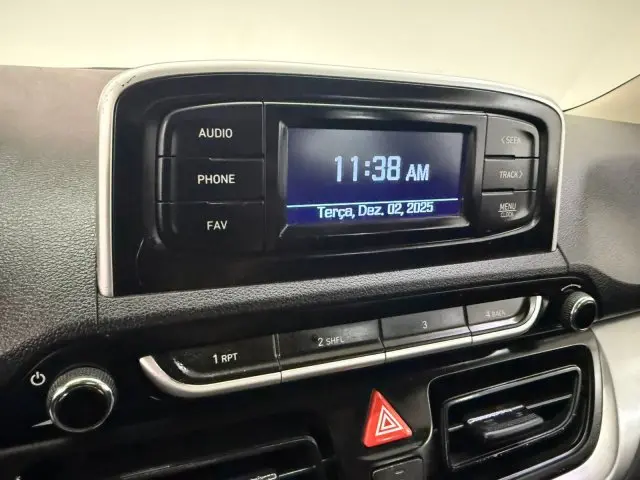 AUDIO
PHONE
FAV
11:38 AM
Terça, Dez. 02, 2025
< SEEK
TRACK >
MENU
CLOCK
1 RPT
2 SHFL
3
4 BACK